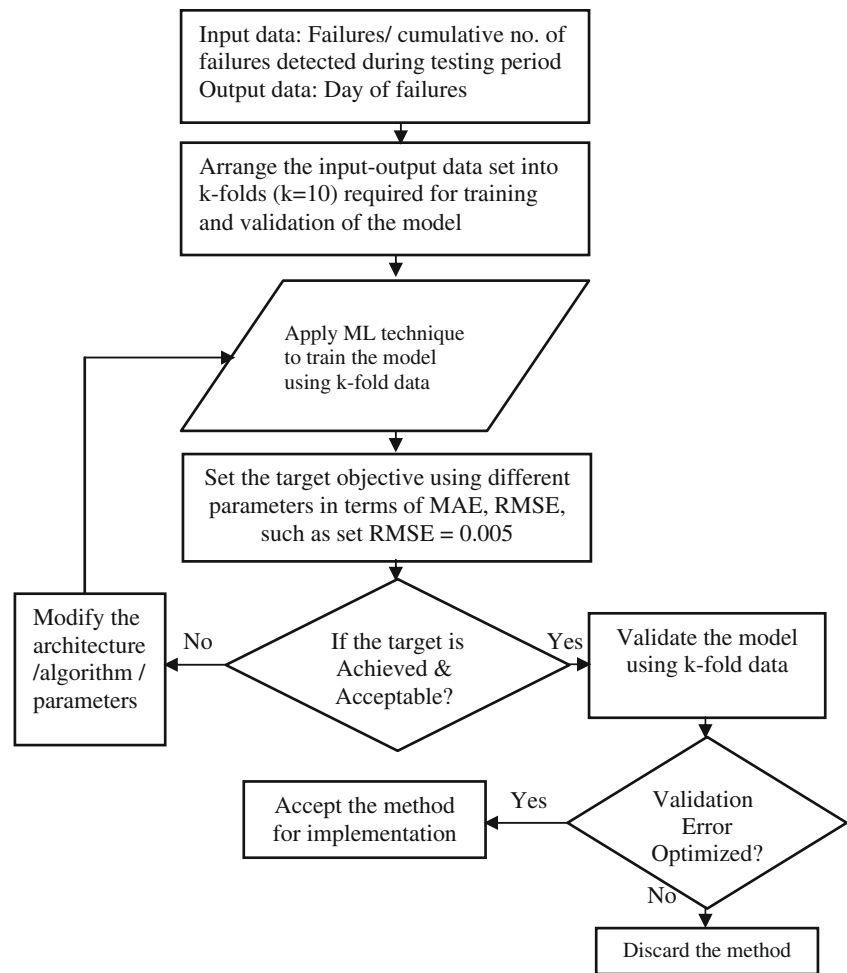 Input data: Failures/ cumulative no. of
failures detected during testing period
Output data: Day of failures
Arrange the input-output data set into
k-folds (k=10) required for training
and validation of the model
Apply ML technique
to train the model
using k-fold data
Set the target objective using different
parameters in terms of MAE, RMSE,
such as set RMSE = 0.005
Modify the
architecture
/algorithm /
parameters
No
If the target is
Achieved &
Acceptable?
Yes
Validate the model
using k-fold data
Accept the method
for implementation
Yes
Validation
Error
Optimized?
No
Discard the method